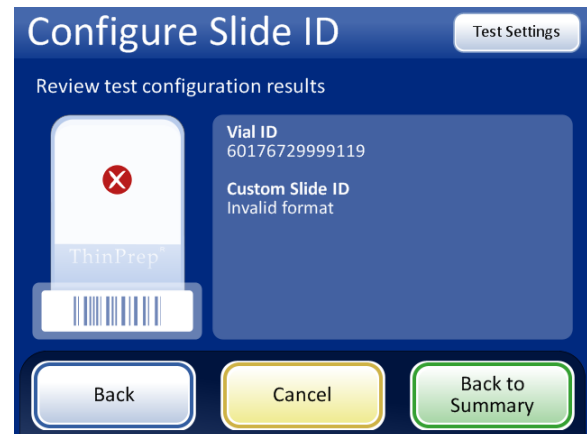 Configure Slide ID
Test Settings
Review test configuration results
Vial ID
60176729999119
Custom Slide ID
Invalid format
ThinPrep®
Back
Cancel
Back to
Summary